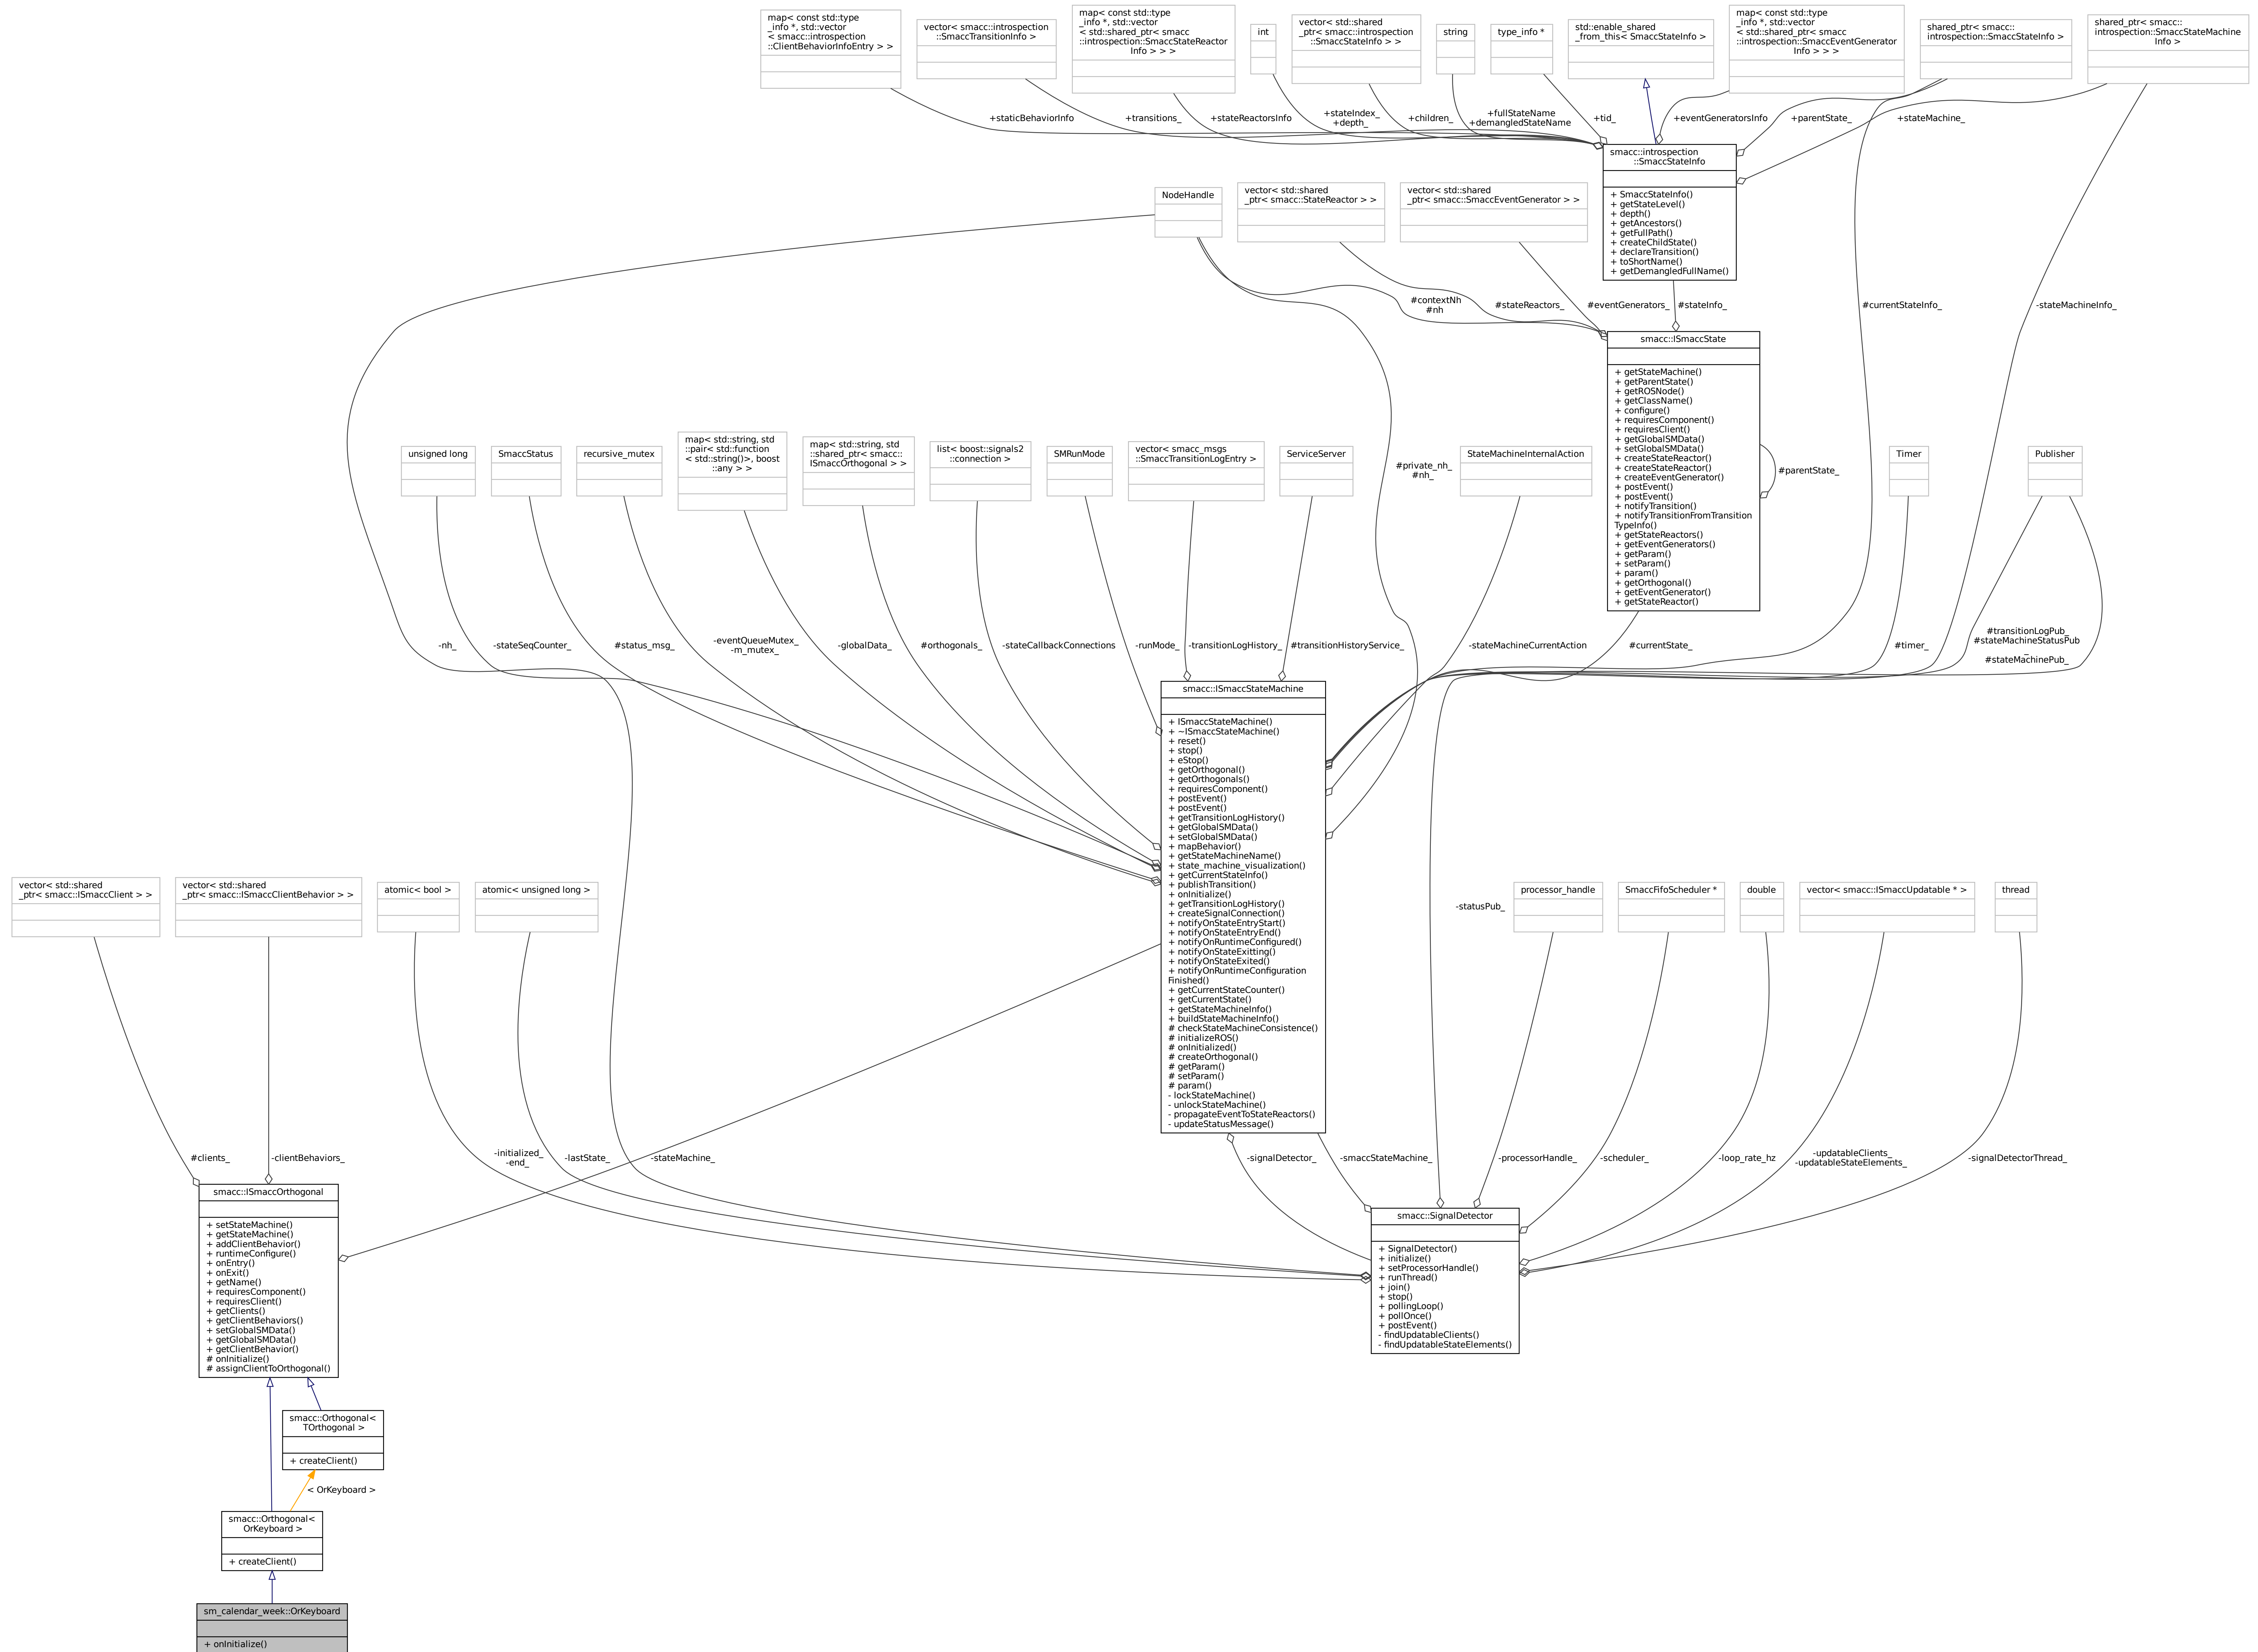 map< const std::type
_info *, std::vector
< smacc::introspection
::ClientBehaviorInfoEntry > >
vector< smacc::introspection
::SmaccTransitionInfo >
map< const std::type
_info *, std::vector
< std::shared_ptr< smacc
::introspection::SmaccStateReactor
Info > > >
int
vector< std::shared
_ptr< smacc::introspection
::SmaccStateInfo > >
string
type_info *
std::enable_shared
_from_this< SmaccStateInfo >
map< const std::type
_info *, std::vector
< std::shared_ptr< smacc
::introspection::SmaccEventGenerator
Info > > >
shared_ptr< smacc::
introspection::SmaccStateInfo >
shared_ptr< smacc::
introspection::SmaccStateMachine
Info >
+staticBehaviorInfo
+transitions_
+stateReactorsInfo
+stateIndex_
+depth_
+children_
+fullStateName
+demangledStateName
+tid_
+eventGeneratorsInfo
+parentState_
+stateMachine_
smacc::introspection
::SmaccStateInfo
+ SmaccStateInfo()
+ getStateLevel()
+ depth()
+ getAncestors()
+ getFullPath()
+ createChildState()
+ declareTransition()
+ toShortName()
+ getDemangledFullName()
NodeHandle
vector< std::shared
_ptr< smacc::StateReactor > >
vector< std::shared
_ptr< smacc::SmaccEventGenerator > >
#contextNh
#nh
#stateReactors_
#eventGenerators_
#stateInfo_
#currentStateInfo_
-stateMachineInfo_
smacc::ISmaccState
+ getStateMachine()
+ getParentState()
+ getROSNode()
+ getClassName()
+ configure()
+ requiresComponent()
+ requiresClient()
+ getGlobalSMData()
+ setGlobalSMData()
+ createStateReactor()
+ createStateReactor()
+ createEventGenerator()
+ postEvent()
+ postEvent()
+ notifyTransition()
+ notifyTransitionFromTransition
TypeInfo()
+ getStateReactors()
+ getEventGenerators()
+ getParam()
+ setParam()
+ param()
+ getOrthogonal()
+ getEventGenerator()
+ getStateReactor()
#parentState_
unsigned long
SmaccStatus
recursive_mutex
map< std::string, std
::pair< std::function
< std::string()>, boost
::any > >
map< std::string, std
::shared_ptr< smacc::
ISmaccOrthogonal > >
list< boost::signals2
::connection >
SMRunMode
vector< smacc_msgs
::SmaccTransitionLogEntry >
ServiceServer
#private_nh_
#nh_
StateMachineInternalAction
Timer
Publisher
-nh_
-stateSeqCounter_
#status_msg_
-eventQueueMutex_
-m_mutex_
-globalData_
#orthogonals_
-stateCallbackConnections
-runMode_
-transitionLogHistory_
#transitionHistoryService_
-stateMachineCurrentAction
#currentState_
#timer_
#transitionLogPub_
#stateMachineStatusPub
_
#stateMachinePub_
smacc::ISmaccStateMachine
+ ISmaccStateMachine()
+ ~ISmaccStateMachine()
+ reset()
+ stop()
+ eStop()
+ getOrthogonal()
+ getOrthogonals()
+ requiresComponent()
+ postEvent()
+ postEvent()
+ getTransitionLogHistory()
+ getGlobalSMData()
+ setGlobalSMData()
+ mapBehavior()
+ getStateMachineName()
+ state_machine_visualization()
+ getCurrentStateInfo()
+ publishTransition()
+ onInitialize()
+ getTransitionLogHistory()
+ createSignalConnection()
+ notifyOnStateEntryStart()
+ notifyOnStateEntryEnd()
+ notifyOnRuntimeConfigured()
+ notifyOnStateExitting()
+ notifyOnStateExited()
+ notifyOnRuntimeConfiguration
Finished()
+ getCurrentStateCounter()
+ getCurrentState()
+ getStateMachineInfo()
+ buildStateMachineInfo()
# checkStateMachineConsistence()
# initializeROS()
# onInitialized()
# createOrthogonal()
# getParam()
# setParam()
# param()
- lockStateMachine()
- unlockStateMachine()
- propagateEventToStateReactors()
- updateStatusMessage()
vector< std::shared
_ptr< smacc::ISmaccClient > >
vector< std::shared
_ptr< smacc::ISmaccClientBehavior > >
atomic< bool >
atomic< unsigned long >
-statusPub_
processor_handle
SmaccFifoScheduler *
double
vector< smacc::ISmaccUpdatable * >
thread
#clients_
-clientBehaviors_
-initialized_
-end_
-lastState_
-stateMachine_
-signalDetector_
-smaccStateMachine_
-processorHandle_
-scheduler_
-loop_rate_hz
-updatableClients_
-updatableStateElements_
-signalDetectorThread_
smacc::ISmaccOrthogonal
+ setStateMachine()
+ getStateMachine()
+ addClientBehavior()
+ runtimeConfigure()
+ onEntry()
+ onExit()
+ getName()
+ requiresComponent()
+ requiresClient()
+ getClients()
+ getClientBehaviors()
+ setGlobalSMData()
+ getGlobalSMData()
+ getClientBehavior()
# onInitialize()
# assignClientToOrthogonal()
smacc::SignalDetector
+ SignalDetector()
+ initialize()
+ setProcessorHandle()
+ runThread()
+ join()
+ stop()
+ pollingLoop()
+ pollOnce()
+ postEvent()
- findUpdatableClients()
- findUpdatableStateElements()
smacc::Orthogonal<
TOrthogonal >
+ createClient()
< OrKeyboard >
smacc::Orthogonal<
OrKeyboard >
+ createClient()
sm_calendar_week::OrKeyboard
+ onInitialize()